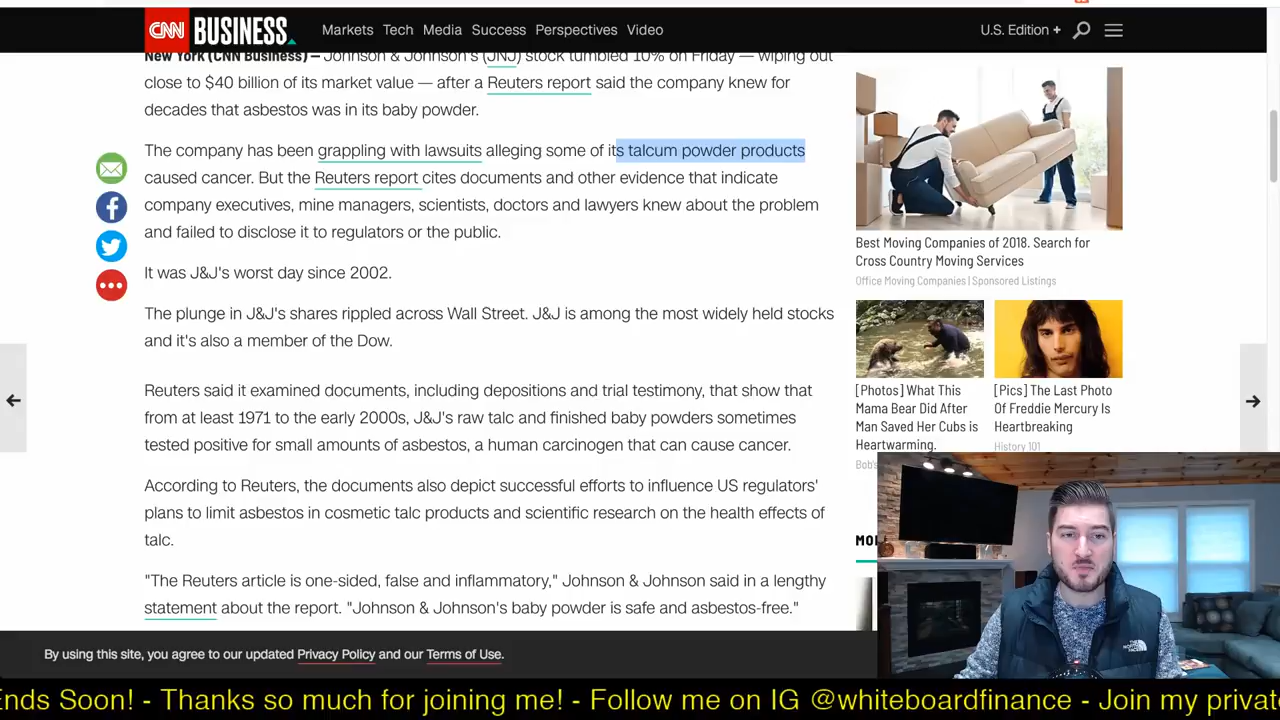 CNN BUSINESS Markets Tech Media Success Perspectives Video U.S. Edition +
New York (CNN Business) — Johnson & Johnson's (JNJ) stock tumbled 10% on Friday — wiping out
close to $40 billion of its market value — after a Reuters report said the company knew for
decades that asbestos was in its baby powder.
The company has been grappling with lawsuits alleging some of its talcum powder products
caused cancer. But the Reuters report cites documents and other evidence that indicate
company executives, mine managers, scientists, doctors and lawyers knew about the problem
and failed to disclose it to regulators or the public.
It was J&J's worst day since 2002.
The plunge in J&J's shares rippled across Wall Street. J&J is among the most widely held stocks
and it's also a member of the Dow.
Reuters said it examined documents, including depositions and trial testimony, that show that
from at least 1971 to the early 2000s, J&J's raw talc and finished baby powders sometimes
tested positive for small amounts of asbestos, a human carcinogen that can cause cancer.
According to Reuters, the documents also depict successful efforts to influence US regulators'
plans to limit asbestos in cosmetic talc products and scientific research on the health effects of
talc.
"The Reuters article is one-sided, false and inflammatory," Johnson & Johnson said in a lengthy
statement about the report. "Johnson & Johnson's baby powder is safe and asbestos-free."
Best Moving Companies of 2018. Search for
Cross Country Moving Services
Office Moving Companies | Sponsored Listings
[Photos] What This
Mama Bear Did After
Man Saved Her Cubs is
Heartwarming.
Bob's
[Pics] The Last Photo
Of Freddie Mercury Is
Heartbreaking
History 101
MO
THE NORTH FACE
By using this site, you agree to our updated Privacy Policy and our Terms of Use.
Ends Soon! - Thanks so much for joining me! - Follow me on IG @whiteboardfinance - Join my privat